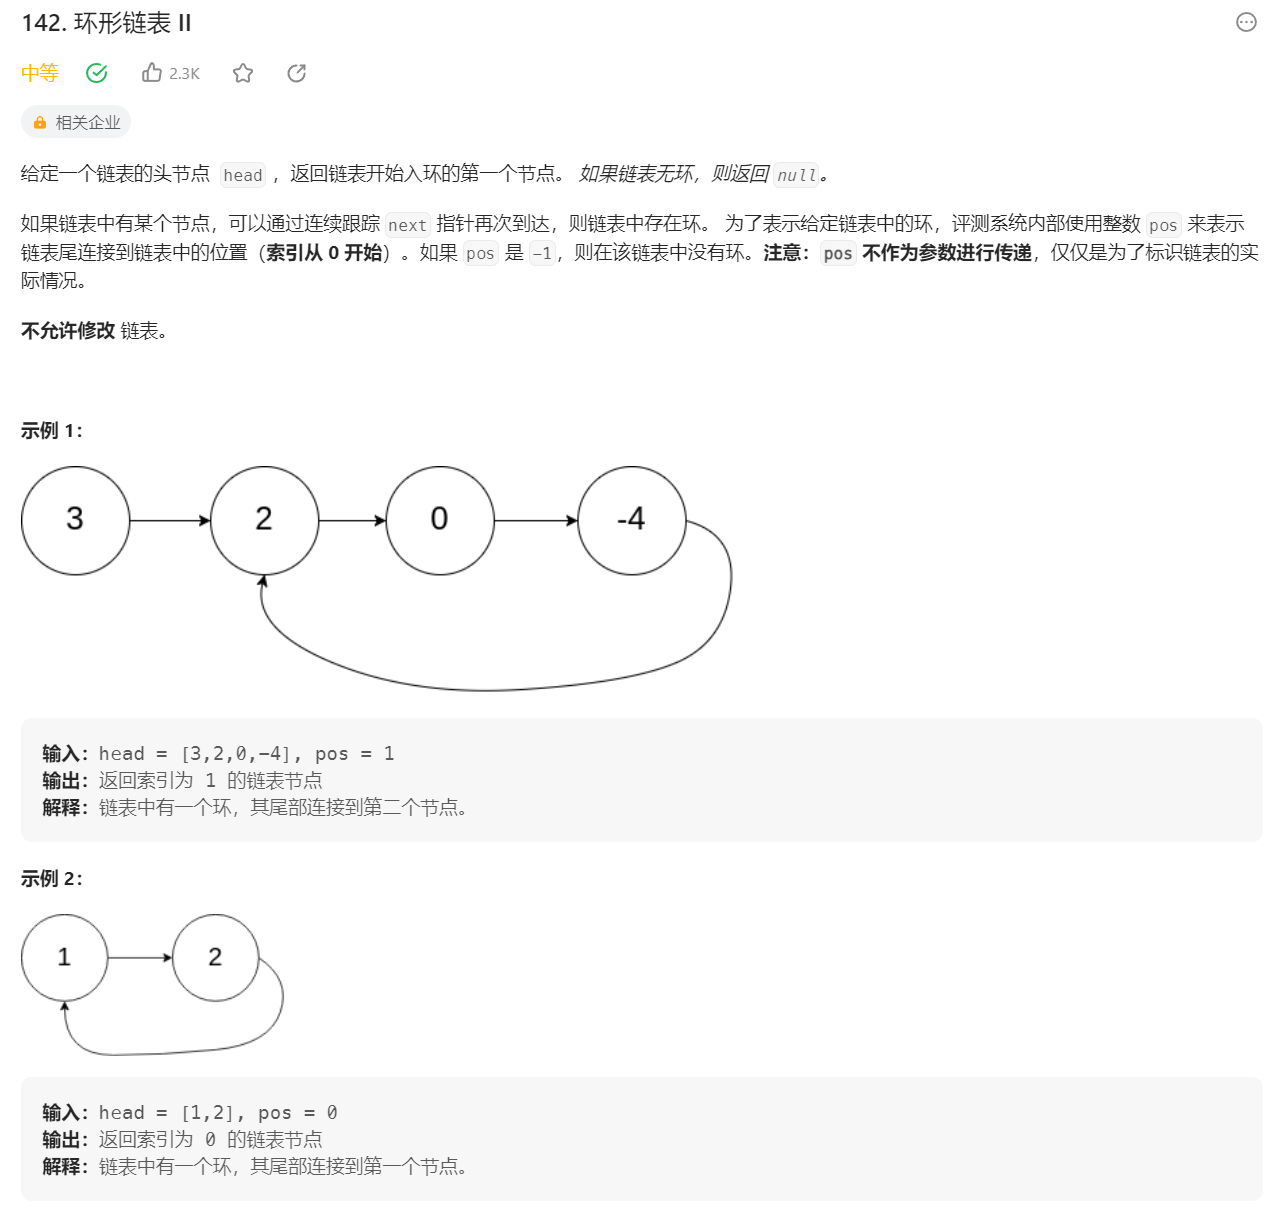 142. 环形链表 II
中等 2.3K
相关企业
给定一个链表的头节点 head ，返回链表开始入环的第一个节点。 如果链表无环，则返回 null。
如果链表中有某个节点，可以通过连续跟踪 next 指针再次到达，则链表中存在环。 为了表示给定链表中的环，评测系统内部使用整数 pos 来表示
链表尾连接到链表中的位置（索引从 0 开始）。如果 pos 是 -1，则在该链表中没有环。注意：pos 不作为参数进行传递，仅仅是为了标识链表的实
际情况。
不允许修改 链表。
示例 1：
3 2 0 -4
输入：head = [3,2,0,-4], pos = 1
输出：返回索引为 1 的链表节点
解释：链表中有一个环，其尾部连接到第二个节点。
示例 2：
1 2
输入：head = [1,2], pos = 0
输出：返回索引为 0 的链表节点
解释：链表中有一个环，其尾部连接到第一个节点。